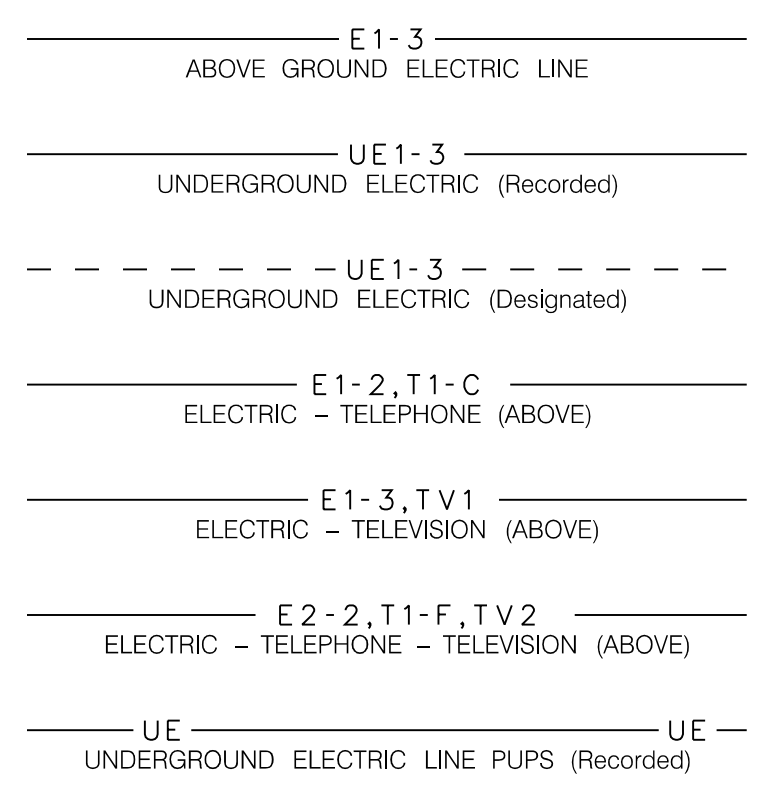 E1-3
ABOVE GROUND ELECTRIC LINE
UE1-3
UNDERGROUND ELECTRIC (Recorded)
UE1-3
UNDERGROUND ELECTRIC (Designated)
E1-2,T1-C
ELECTRIC – TELEPHONE (ABOVE)
E1-3,TV1
ELECTRIC – TELEVISION (ABOVE)
E2-2,T1-F,TV2
ELECTRIC – TELEPHONE – TELEVISION (ABOVE)
UE UE
UNDERGROUND ELECTRIC LINE PUPS (Recorded)